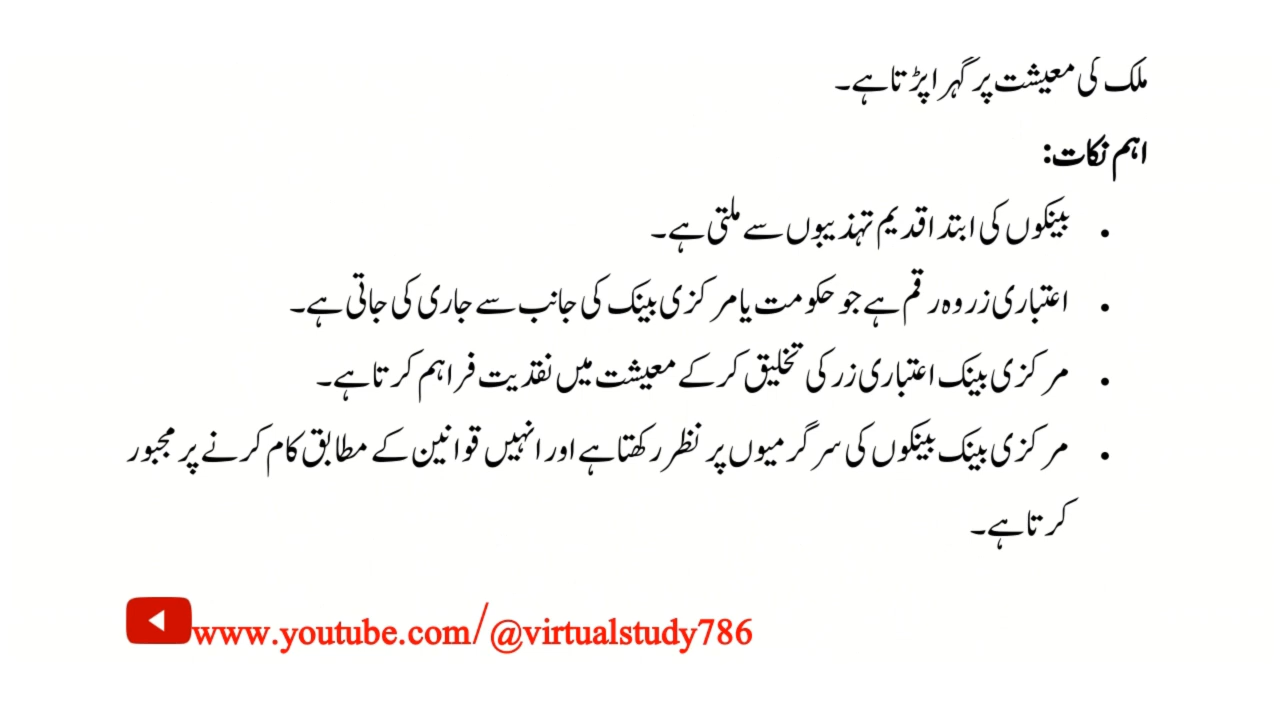 ملک کی معیشت پر گہرا پڑتا ہے۔
اہم نکات:
• بینکوں کی ابتدا قدیم تہذیبوں سے ملتی ہے۔
• اعتباری زر وہ رقم ہے جو حکومت یا مرکزی بینک کی جانب سے جاری کی جاتی ہے۔
• مرکزی بینک اعتباری زر کی تخلیق کر کے معیشت میں نقدیت فراہم کرتا ہے۔
• مرکزی بینک بینکوں کی سرگرمیوں پر نظر رکھتا ہے اور انہیں قوانین کے مطابق کام کرنے پر مجبور
کرتا ہے۔
www.youtube.com/@virtualstudy786